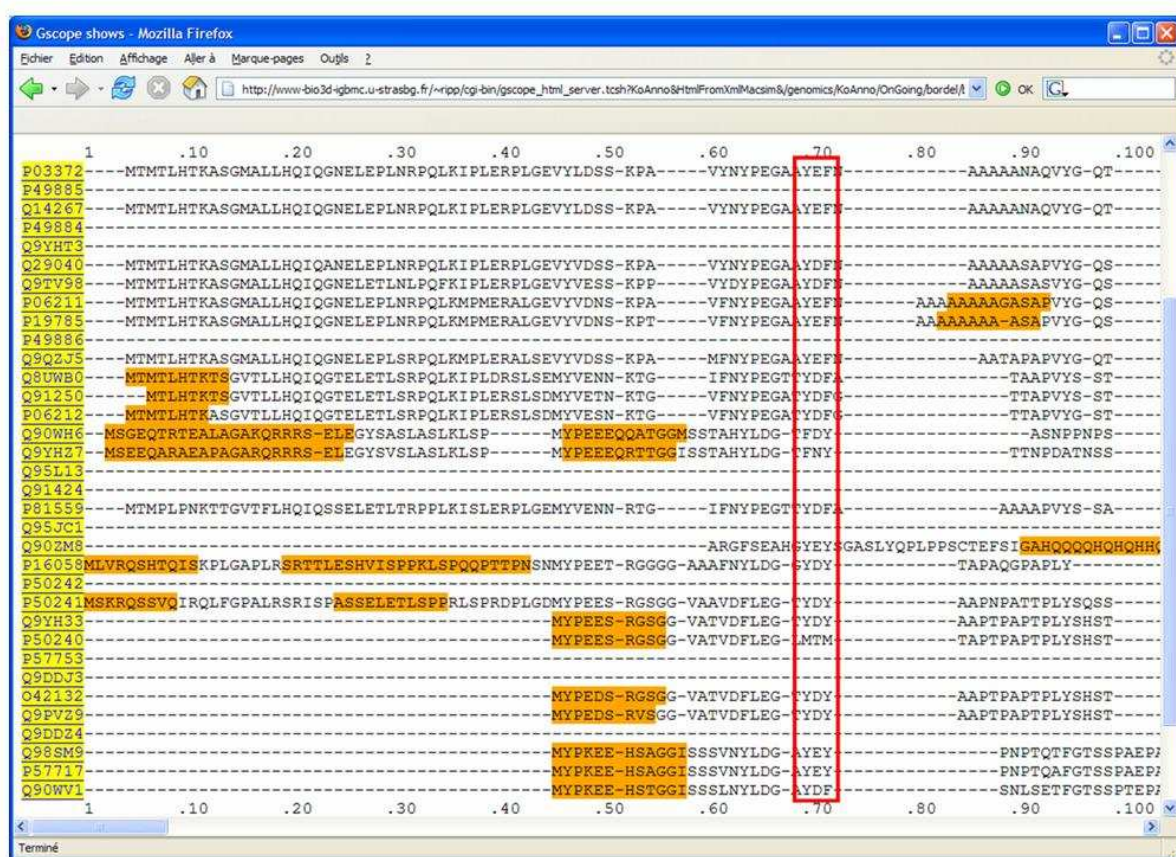 Gscope shows - Mozilla Firefox
Fichier Edition Affichage Aller à Marque-pages Outils ?
http://www-bio3d-igbmc.u-strasbg.fr/~ripp/cgi-bin/gscope_html_server.tcsh?KoAnno&HtmlFromXmlMacsim&/genomics/KoAnno/OnGoing/bordel/ OK G
1 .10 .20 .30 .40 .50 .60 .70 .80 .90 .100
P03372----MTMTLHTKASGMALLHQIQGNELEPLNRPQLKIPLERPLGEVYLDSS-KPA-----VYNYPEGAAYEFN------------AAAAANAQVYG-QT-----
P49885-------------------------------------------------------------------------------------------------------
Q14267----MTMTLHTKASGMALLHQIQGNELEPLNRPQLKIPLERPLGEVYLDSS-KPA-----VYNYPEGAAYEFN------------AAAAANAQVYG-QT-----
P49884-------------------------------------------------------------------------------------------------------
Q9YHT3-------------------------------------------------------------------------------------------------------
Q29040----MTMTLHTKASGMALLHQIQANELEPLNRPQLKIPLERPLGEVYVDSS-KPA-----VYNYPEGAAYDFN------------AAAAASAPVYG-QS-----
Q9TV98----MTMTLHTKASGMALLHQIQGNELETLNLPQFKIPLERPLGEVYVESS-KPP-----VYDYPEGAAYDFN------------AAAAASASVYG-QS-----
P06211----MTMTLHTKASGMALLHQIQGNELEPLNRPQLKMPMERALGEVYVDNS-KPA-----VFNYPEGAAYEFN-------AAAAAAAAGASAPVYG-QS-----
P19785----MTMTLHTKASGMALLHQIQGNELEPLNRPQLKMPMERALGEVYVDNS-KPT-----VFNYPEGAAYEFN-------AAAAAAAA-ASAPVYG-QS-----
P49886-------------------------------------------------------------------------------------------------------
Q9QZJ5----MTMTLHTKASGMALLHQIQGNELEPLSRPQLKMPLERALSEVYVDSS-KPA-----MFNYPEGAAYEFN-------------AATAPAPVYG-QT-----
Q8UWB0----MTMTLHTKTSGVTLLHQIQGTELETLSRPQLKIPLDRSLSEMYVENN-KTG-----IFNYPEGTTYDFA----------------TAAPVYS-ST-----
Q91250------MTLHTKTSGVTLLHQIQGTELETLSRPQLKIPLERSLSDMYVETN-KTG-----VFNYPEGATYDFG----------------TTAPVYG-ST-----
P06212----MTMTLHTKASGVTLLHQIQGTELETLSRPQLKIPLERSLSDMYVESN-KTG-----VFNYPEGATYDFG----------------TTAPVYG-ST-----
Q90WH6--MSGEQTRTEALAGAKQRRRS-ELEGYSASLASLKLSP------MYPEEEQQATGGMSSTAHYLDG-TFDY------------------ASNPPNPS-----
Q9YHZ7--MSEEQARAEAPAGARQRRRS-ELEGYSVSLASLKLSP------MYPEEEQRTTGGISSTAHYLDG-TFNY-----------------TTNPDATNSS-----
Q95L13-------------------------------------------------------------------------------------------------------
Q91424-------------------------------------------------------------------------------------------------------
P81559----MTMPLPNKTTGVTFLHQIQSSELETLTRPPLKISLERPLGEMYVENN-RTG-----IFNYPEGTTYDFA---------------AAAAPVYS-SA-----
Q95JC1-------------------------------------------------------------------------------------------------------
Q90ZM8------------------------------------------------------------ARGFSEAHGYEYSGASLYQPLPPSCTEFSIGAHQQQQHQHQHHQ
P16058MLVRQSHTQISKPLGAPLRSRTTLESHVISPPKLSPQQPTTPNSNMYPEET-RGGGG-AAAFNYLDG-GYDY-------------TAPAQGPAPLY--------
P50242-------------------------------------------------------------------------------------------------------
P50241MSKRQSSVQIRQLFGPALRSRISPASSELETLSPPRLSPRDPLGDMYPEES-RGSGG-VAAVDFLEG-TYDY------------AAPNPATTPLYSQSS-----
Q9YH33---------------------------------------------MYPEES-RGSGG-VATVDFLEG-TYDY------------AAPTPAPTPLYSHST-----
P50240---------------------------------------------MYPEES-RGSGG-VATVDFLEG-LMTM------------TAPTPAPTPLYSHST-----
P57753-------------------------------------------------------------------------------------------------------
Q9DDJ3-------------------------------------------------------------------------------------------------------
O42132---------------------------------------------MYPEDS-RGSGG-VATVDFLEG-TYDY------------AAPTPAPTPLYSHST-----
Q9PVZ9---------------------------------------------MYPEDS-RVSGG-VATVDFLEG-TYDY------------AAPTPAPTPLYSHST-----
Q9DDZ4-------------------------------------------------------------------------------------------------------
Q98SM9---------------------------------------------MYPKEE-HSAGGISSSVNYLDG-AYEY----------------PNPTQTFGTSSPAEPA
P57717---------------------------------------------MYPKEE-HSAGGISSSVNYLDG-AYEY----------------PNPTQAFGTSSPAEPA
Q90WV1---------------------------------------------MYPKEE-HSTGGISSSLNYLDG-AYDF----------------SNLSETFGTSSPTEPA
1 .10 .20 .30 .40 .50 .60 .70 .80 .90 .100
Terminé